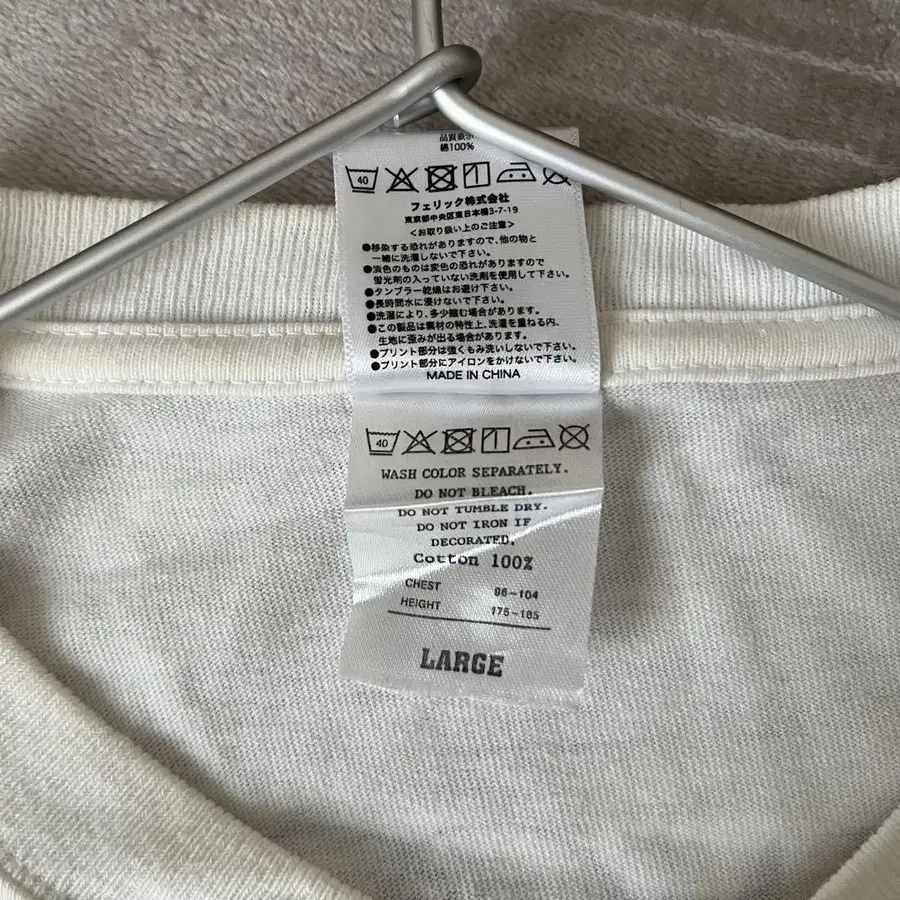 品質表示
綿100%
40
フェリック株式会社
東京都中央区東日本橋3-7-19
<お取り扱い上のご注意>
●移染する恐れがありますので、他の物と
一緒に洗濯しないで下さい。
●淡色のものは変色の恐れがありますので
蛍光剤の入っていない洗剤を使用して下さい。
●タンブラー乾燥はお避け下さい。
●長時間水に浸けないで下さい。
●洗濯により、多少縮む場合があります。
●この製品は素材の特性上、洗濯を重ねる内、
生地に歪みが出る場合があります。
●プリント部分は強くもみ洗いしないで下さい。
●プリント部分にアイロンをかけないで下さい。
MADE IN CHINA
40
WASH COLOR SEPARATELY.
DO NOT BLEACH.
DO NOT TUMBLE DRY.
DO NOT IRON IF
DECORATED.
Cotton 100%
CHEST 96-104
HEIGHT 175-185
LARGE